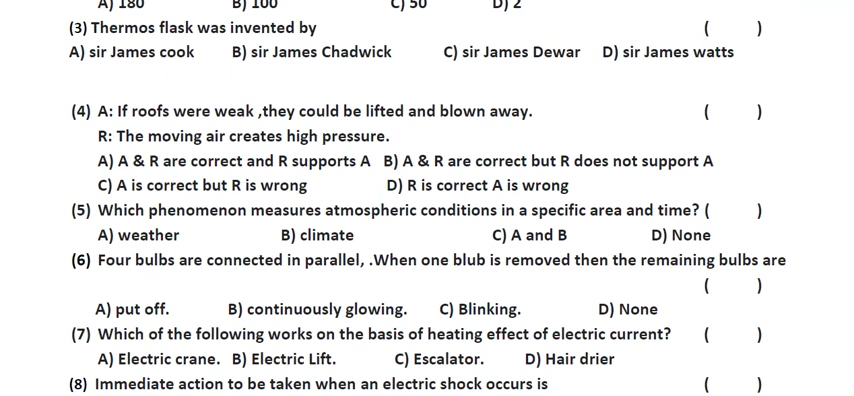 A) 180 B) 100 C) 50 D) 2
(3) Thermos flask was invented by ( )
A) sir James cook B) sir James Chadwick C) sir James Dewar D) sir James watts
(4) A: If roofs were weak ,they could be lifted and blown away. ( )
R: The moving air creates high pressure.
A) A & R are correct and R supports A B) A & R are correct but R does not support A
C) A is correct but R is wrong D) R is correct A is wrong
(5) Which phenomenon measures atmospheric conditions in a specific area and time? ( )
A) weather B) climate C) A and B D) None
(6) Four bulbs are connected in parallel, .When one blub is removed then the remaining bulbs are
( )
A) put off. B) continuously glowing. C) Blinking. D) None
(7) Which of the following works on the basis of heating effect of electric current? ( )
A) Electric crane. B) Electric Lift. C) Escalator. D) Hair drier
(8) Immediate action to be taken when an electric shock occurs is ( )